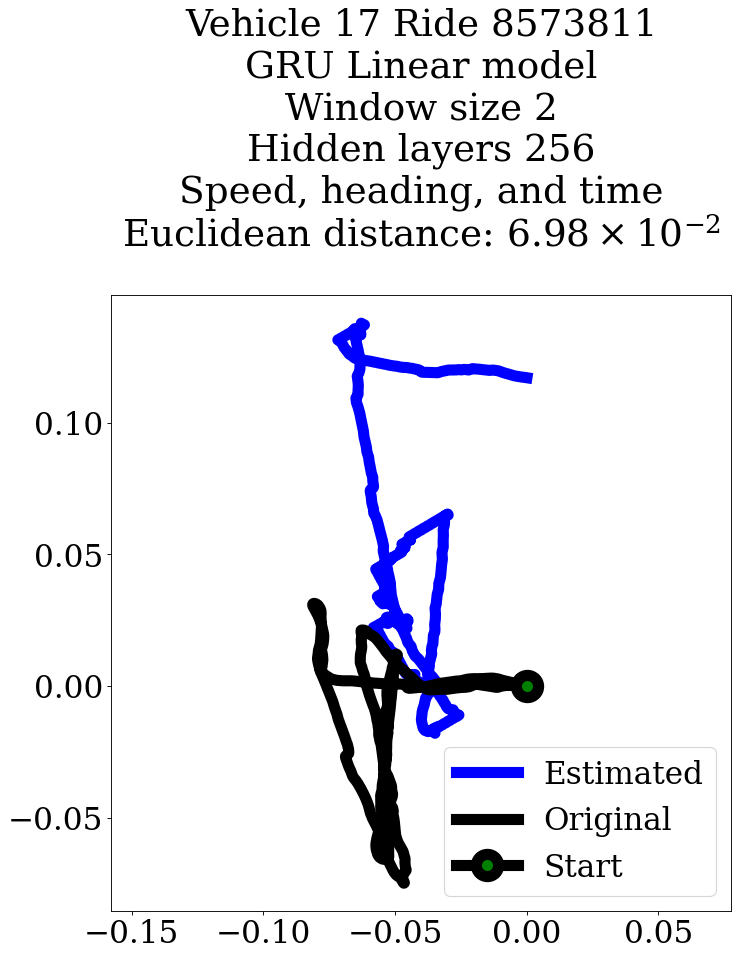 Vehicle 17 Ride 8573811
GRU Linear model
Window size 2
Hidden layers 256
Speed, heading, and time
Euclidean distance: 6.98 × 10⁻²
0.10
0.05
0.00
−0.05
Estimated
Original
Start
−0.15 −0.10 −0.05 0.00 0.05